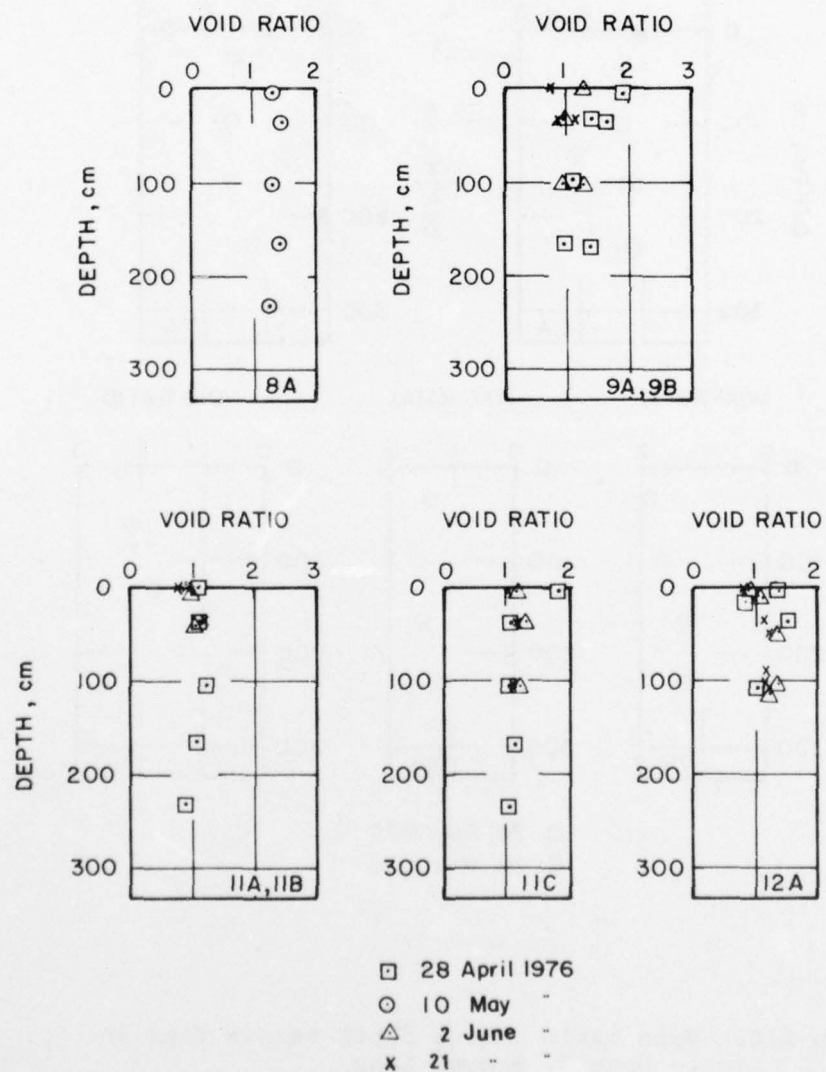 VOID RATIO
0 1 2
DEPTH, cm
0
100
200
300
8A
VOID RATIO
0 1 2 3
DEPTH, cm
0
100
200
300
9A, 9B
VOID RATIO
0 1 2 3
DEPTH, cm
0
100
200
300
11A, 11B
VOID RATIO
0 1 2
0
100
200
300
11C
VOID RATIO
0 1 2
0
100
200
300
12A
28 April 1976
10 May "
2 June "
x 21 " "